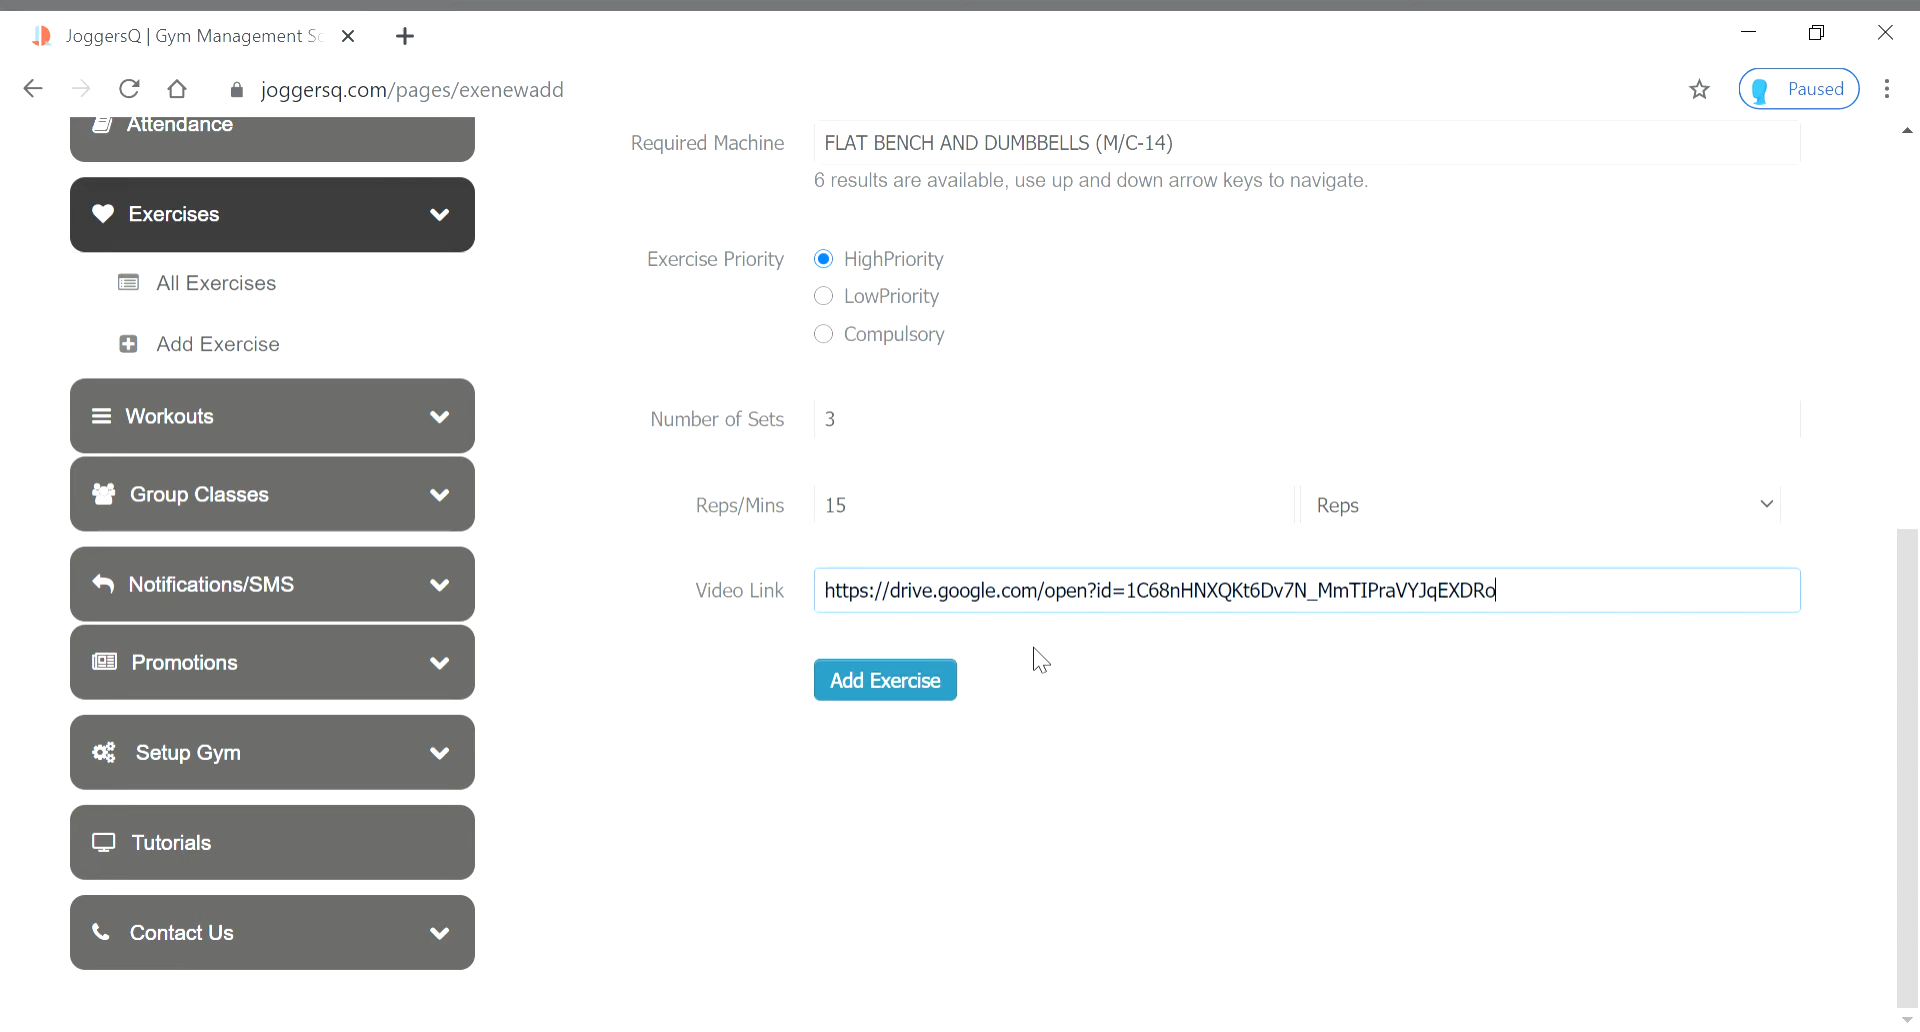 JoggersQ | Gym Management So
joggersq.com/pages/exenewadd
Paused
Attendance
Exercises
All Exercises
Add Exercise
Workouts
Group Classes
Notifications/SMS
Promotions
Setup Gym
Tutorials
Contact Us
Required Machine FLAT BENCH AND DUMBBELLS (M/C-14)
6 results are available, use up and down arrow keys to navigate.
Exercise Priority HighPriority
LowPriority
Compulsory
Number of Sets 3
Reps/Mins 15 Reps
Video Link https://drive.google.com/open?id=1C68nHNXQKt6Dv7N_MmTIPraVYJqEXDRo
Add Exercise